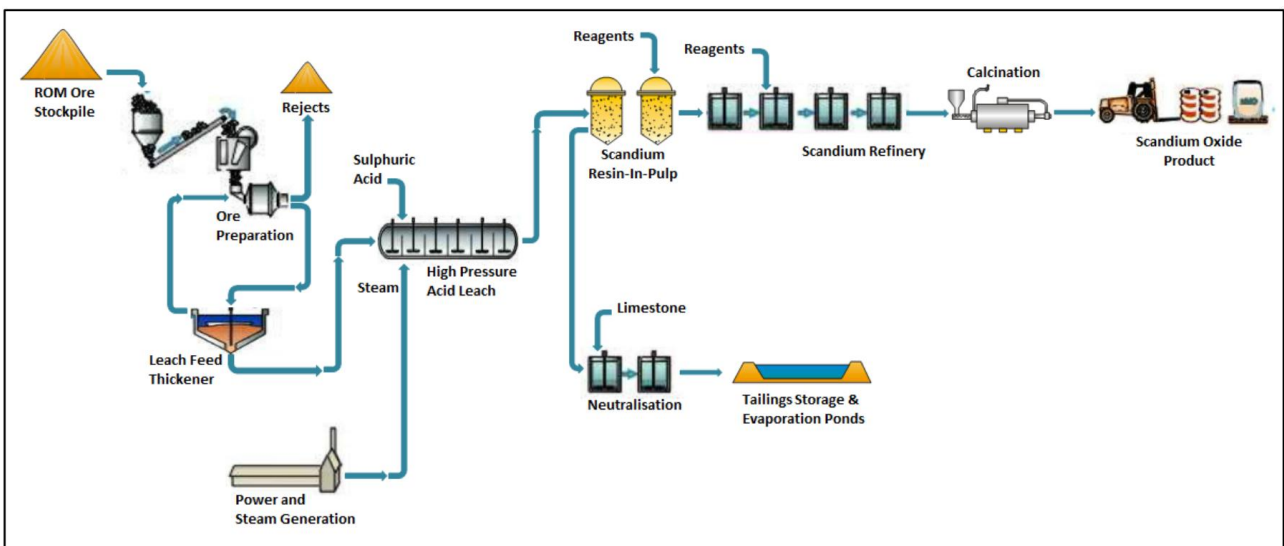 ROM Ore
Stockpile
Rejects
Ore
Preparation
Leach Feed
Thickener
Power and
Steam Generation
Sulphuric
Acid
Steam
High Pressure
Acid Leach
Reagents
Scandium
Resin-In-Pulp
Reagents
Scandium Refinery
Calcination
Scandium Oxide
Product
Limestone
Neutralisation
Tailings Storage &
Evaporation Ponds